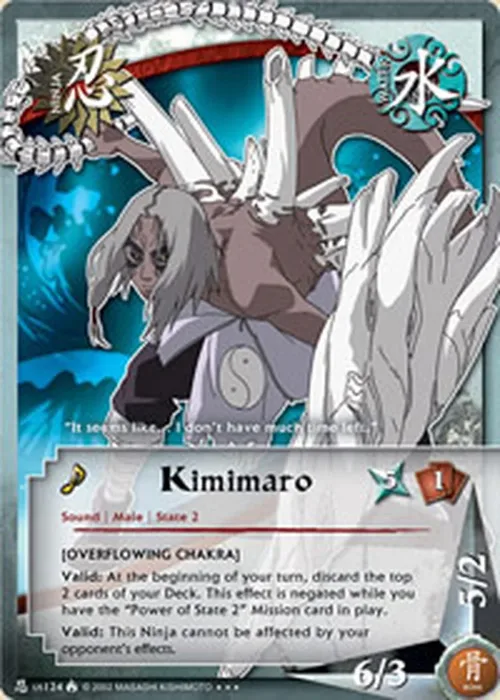 忍
NINJA
水
WATER
"It seems like... I don't have much time left."
Kimimaro
5
1
Sound | Male | State 2
[OVERFLOWING CHAKRA]
Valid: At the beginning of your turn, discard the top
2 cards of your Deck. This effect is negated while you
have the "Power of State 2" Mission card in play.
Valid: This Ninja cannot be affected by your
opponent's effects.
5/2
6/3
骨
© 2002 MASASHI KISHIMOTO